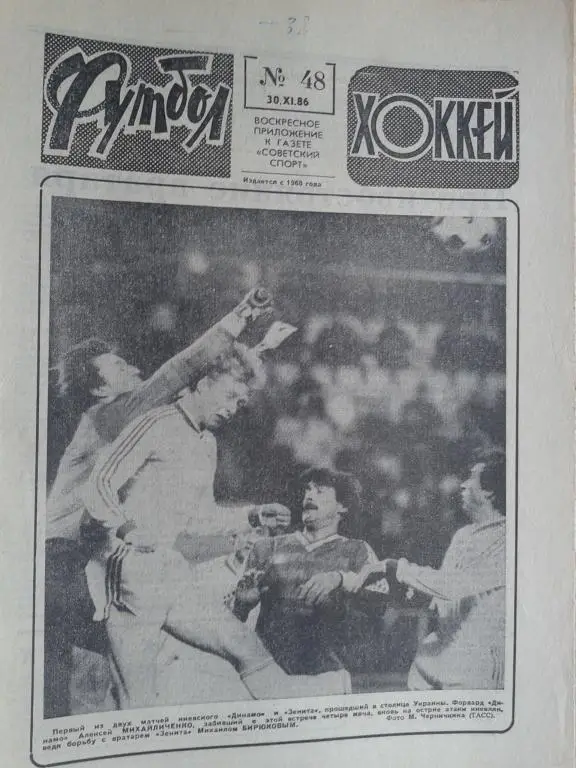 38
Футбол
№ 48
30.XI.86
ВОСКРЕСНОЕ
ПРИЛОЖЕНИЕ
К ГАЗЕТЕ
«СОВЕТСКИЙ
СПОРТ»
Издается с 1960 года
ХОККЕЙ
Первый из двух матчей киевского «Динамо» и «Зенита», прошедший в столице Украины. Форвард «Ди-
намо» Алексей МИХАЙЛИЧЕНКО, забивший в этой встрече четыре мяча, вновь на острие атаки киевлян,
ведя борьбу с вратарем «Зенита» Михаилом БИРЮКОВЫМ.
Фото М. Черничкина (ТАСС).